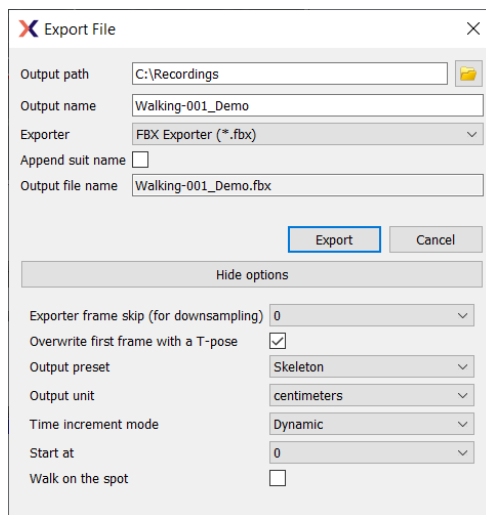 Export File
Output path C:\Recordings
Output name Walking-001_Demo
Exporter FBX Exporter (*.fbx)
Append suit name
Output file name Walking-001_Demo.fbx
Export Cancel
Hide options
Exporter frame skip (for downsampling) 0
Overwrite first frame with a T-pose
Output preset Skeleton
Output unit centimeters
Time increment mode Dynamic
Start at 0
Walk on the spot